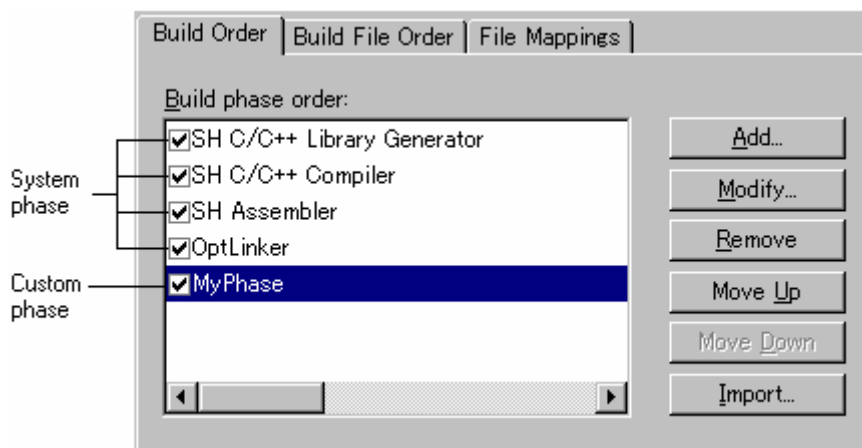 Build Order
Build File Order
File Mappings
Build phase order:
SH C/C++ Library Generator
SH C/C++ Compiler
SH Assembler
OptLinker
MyPhase
System
phase
Custom
phase
Add...
Modify...
Remove
Move Up
Move Down
Import...